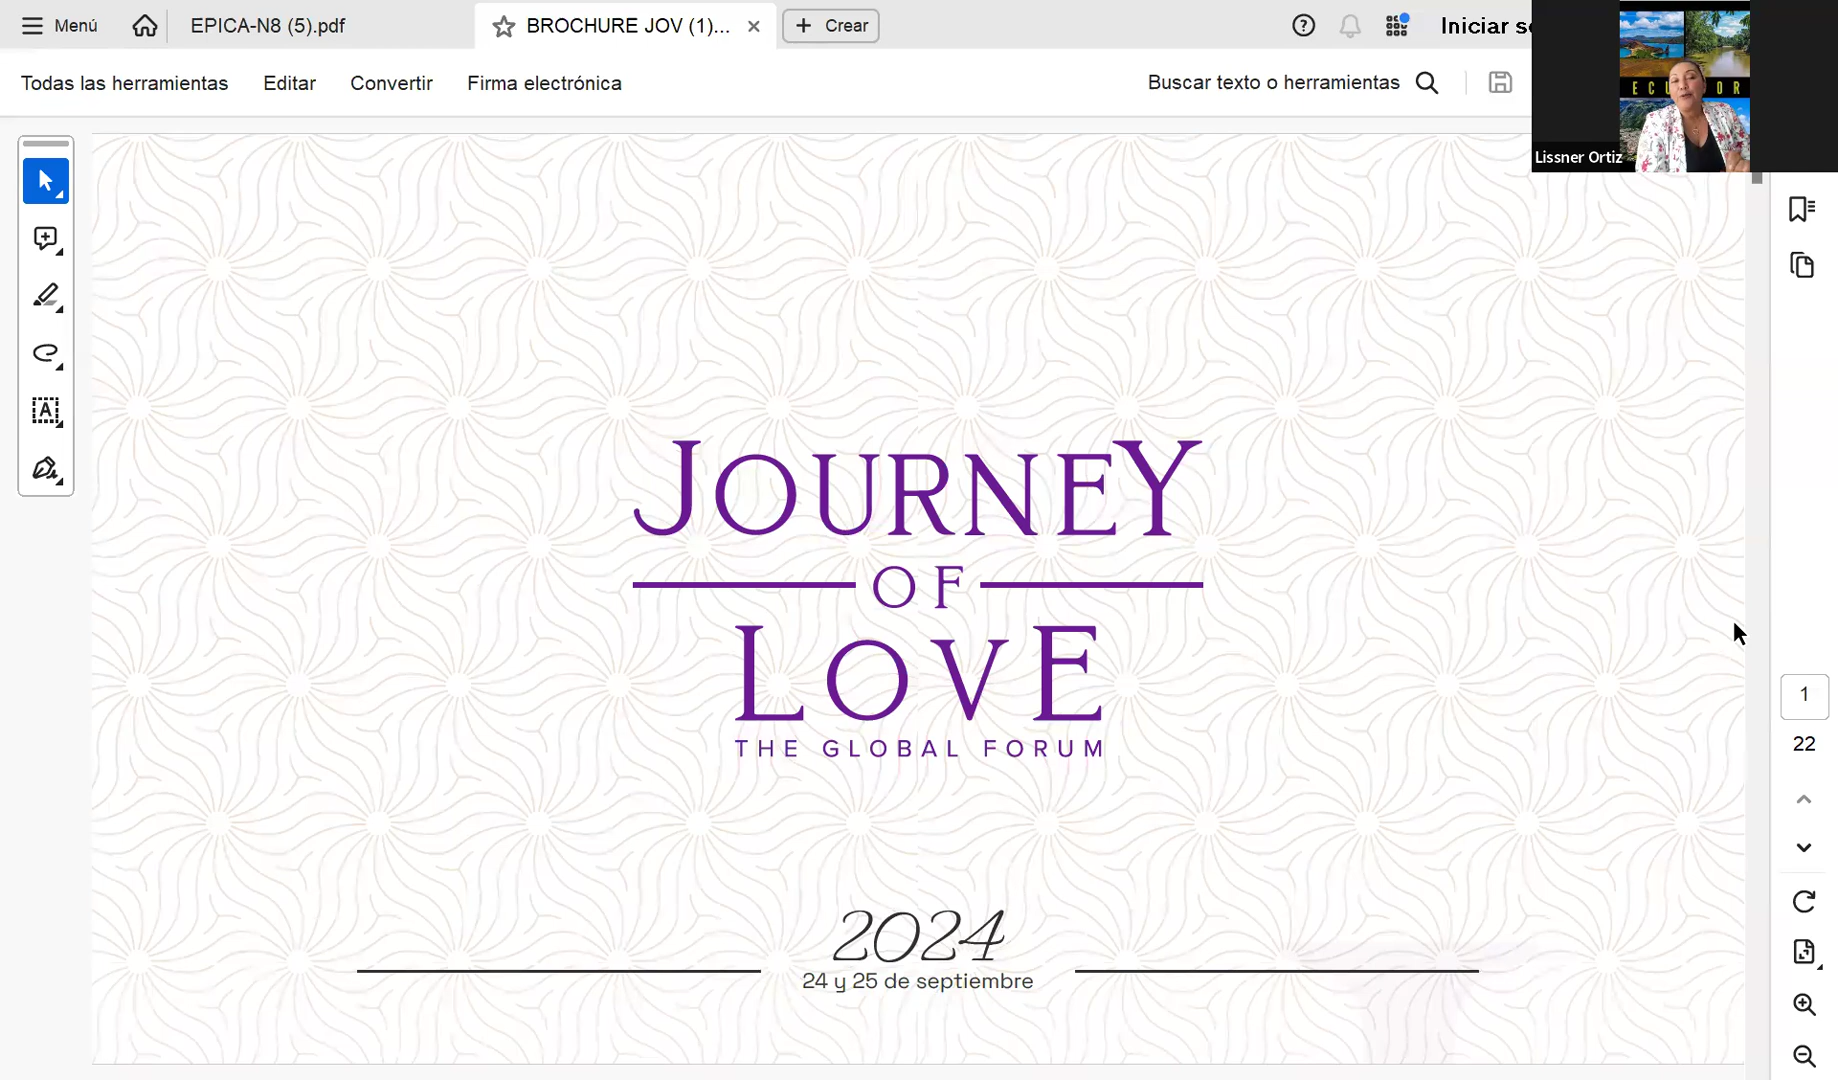 Menú
EPICA-N8 (5).pdf
BROCHURE JOV (1)...
Crear
Iniciar s
Todas las herramientas
Editar
Convertir
Firma electrónica
Buscar texto o herramientas
ECUADOR
Lissner Ortiz
JOURNEY
OF
LOVE
THE GLOBAL FORUM
2024
24 y 25 de septiembre
1
22